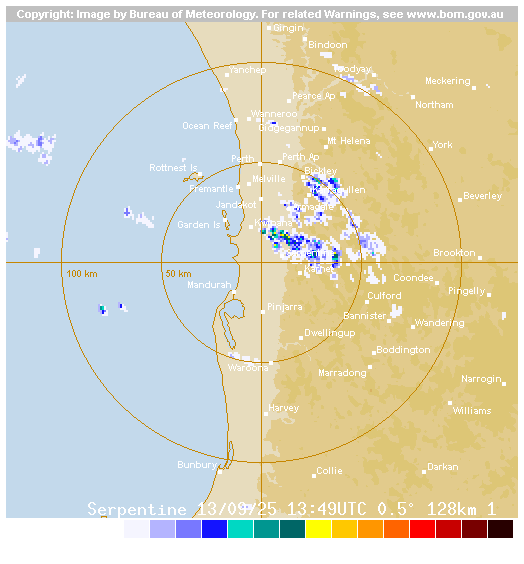 Copyright: Image by Bureau of Meteorology. For related Warnings, see www.bom.gov.au
Gingin
Bindoon
Yanchep
Meckering
Pearce Ap
Northam
Wanneroo
Ocean Reef
Gidgegannup
Mt Helena
York
Perth
Perth Ap
Rottnest Is
Bickley
Melville
Fremantle
Beverley
Jandakot
Garden Is
Brookton
100 km
50 km
Coondee
Mandurah
Pingelly
Culford
Pinjarra
Bannister
Wandering
Dwellingup
Boddington
Waroona
Marradong
Narrogin
Harvey
Williams
Bunbury
Collie
Darkan
Serpentine 13/09/25 13:49UTC 0.5° 128km 1